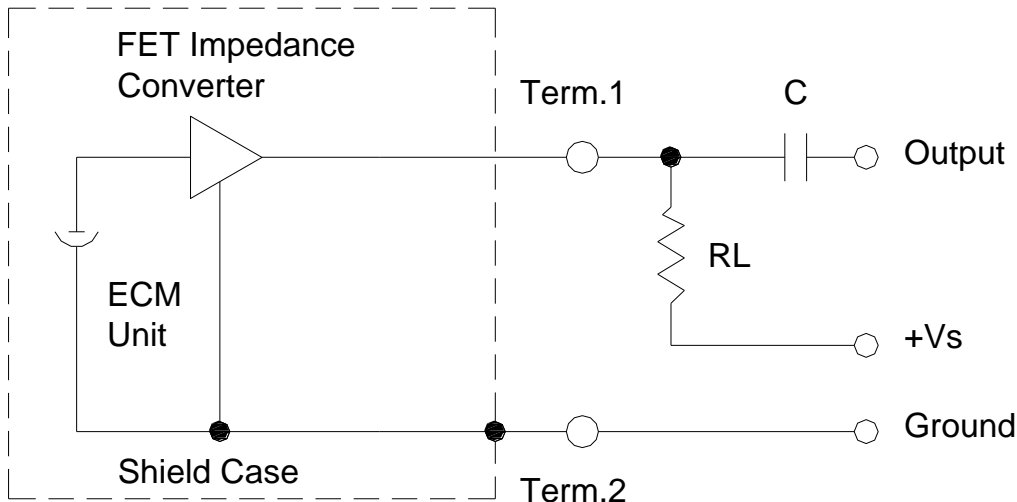 FET Impedance
Converter
Term.1
C
Output
RL
ECM
Unit
+Vs
Ground
Shield Case
Term.2